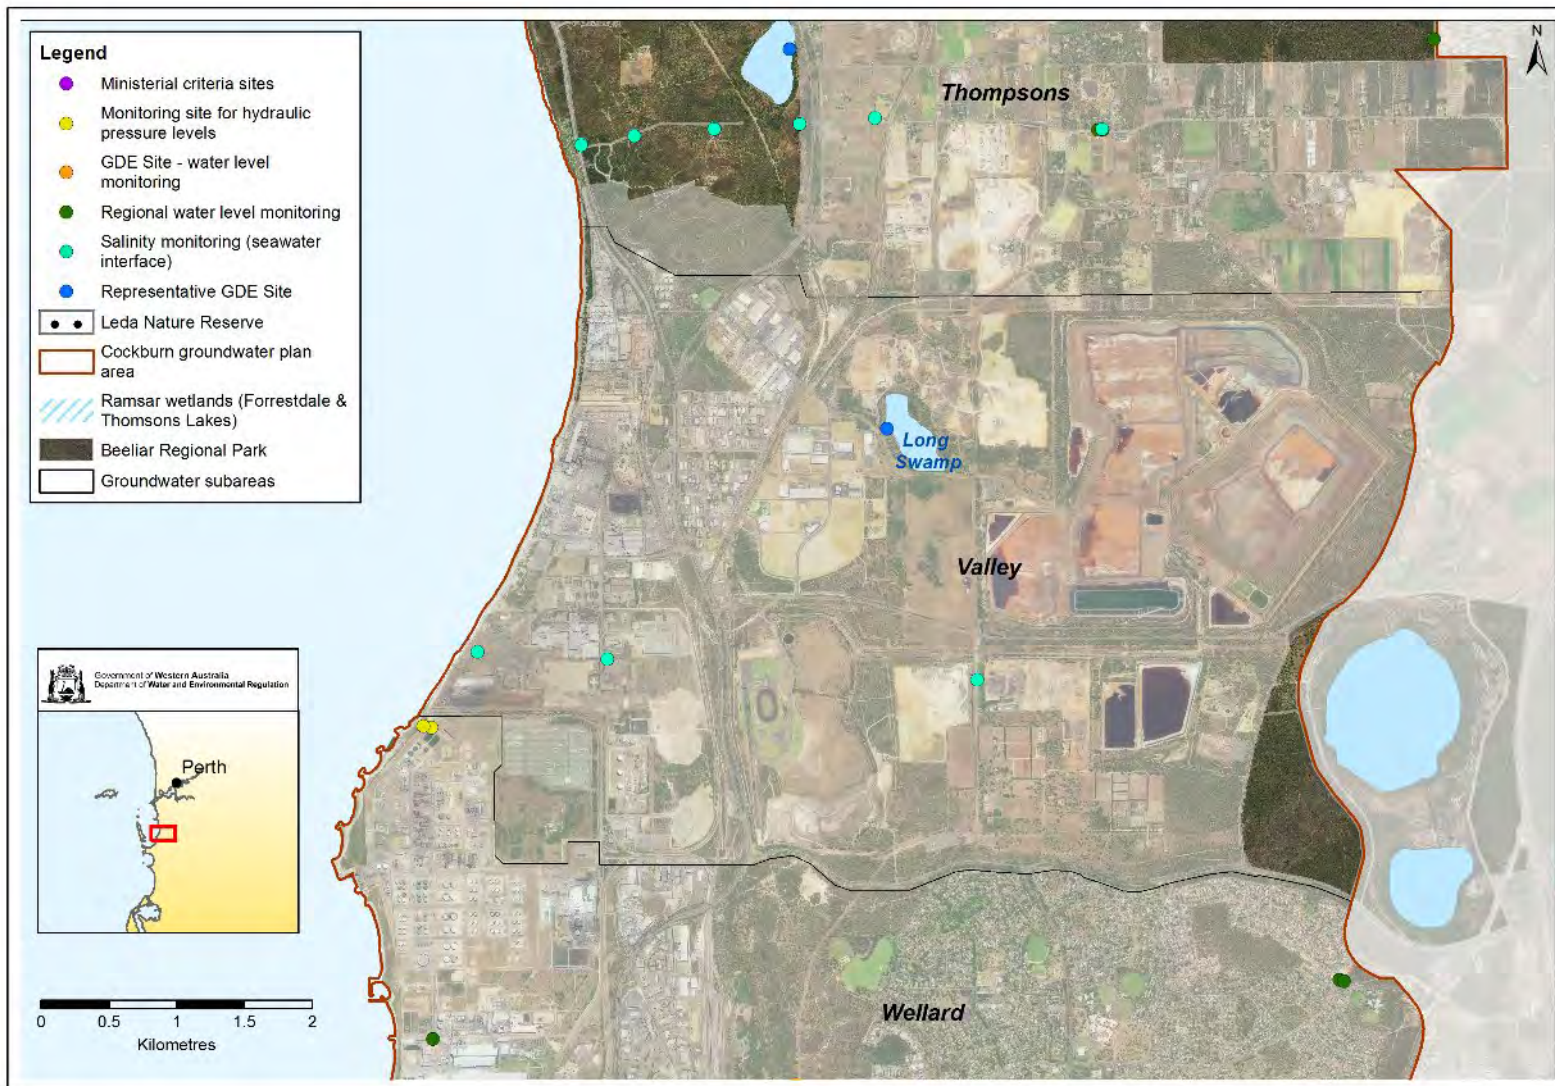 Legend
Ministerial criteria sites
Monitoring site for hydraulic
pressure levels
GDE Site - water level
monitoring
Regional water level monitoring
Salinity monitoring (seawater
interface)
Representative GDE Site
Leda Nature Reserve
Cockburn groundwater plan
area
Ramsar wetlands (Forrestdale &
Thomsons Lakes)
Beeliar Regional Park
Groundwater subareas
N
Thompsons
Long
Swamp
Valley
Wellard
Government of Western Australia
Department of Water and Environmental Regulation
Perth
0 0.5 1 1.5 2
Kilometres